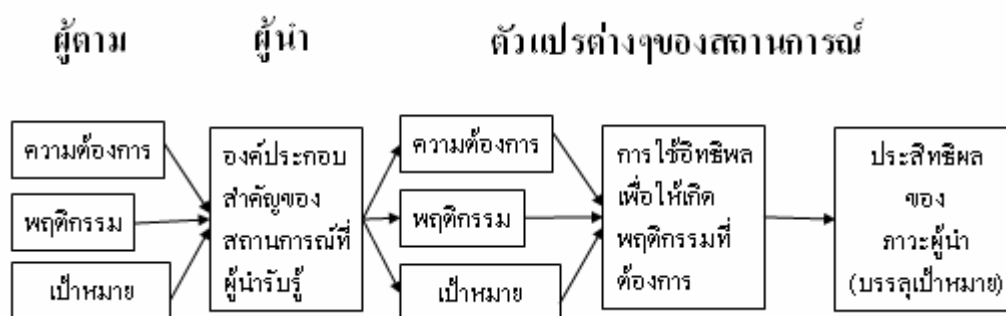 ผู้ตาม
ผู้นำ
ตัวแปรต่างๆของสถานการณ์
ความต้องการ
พฤติกรรม
เป้าหมาย
องค์ประกอบ
สำคัญของ
สถานการณ์ที่
ผู้นำรับรู้
ความต้องการ
พฤติกรรม
เป้าหมาย
การใช้อิทธิพล
เพื่อให้เกิด
พฤติกรรมที่
ต้องการ
ประสิทธิผล
ของ
ภาวะผู้นำ
(บรรลุเป้าหมาย)